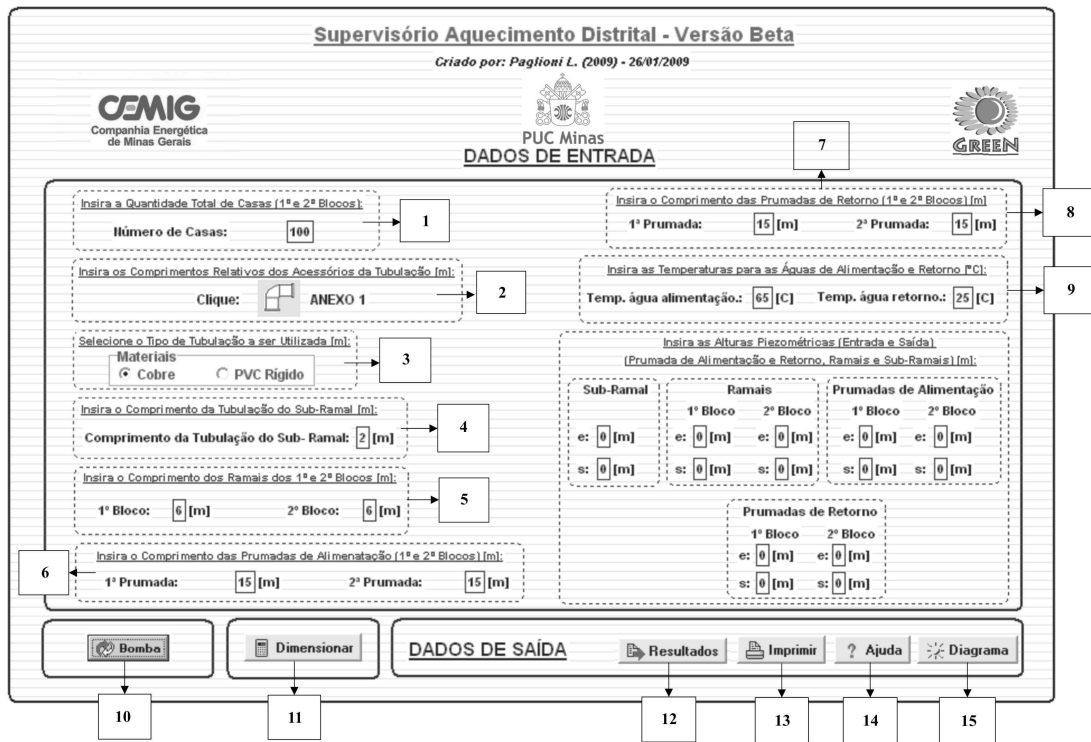 Supervisório Aquecimento Distrital - Versão Beta
Criado por: Paglioni L. (2009) - 26/01/2009
CEMIG
Companhia Energética
de Minas Gerais
PUC Minas
GREEN
DADOS DE ENTRADA
7
Insira a Quantidade Total de Casas (1º e 2º Blocos):
Número de Casas: 100
1
Insira os Comprimentos Relativos dos Acessórios da Tubulação [m]:
Clique: ANEXO 1
2
Selecione o Tipo de Tubulação a ser Utilizada [m]:
Materiais
Cobre PVC Rígido
3
Insira o Comprimento da Tubulação do Sub-Ramal [m]:
Comprimento da Tubulação do Sub- Ramal: 2 [m]
4
Insira o Comprimento dos Ramais dos 1º e 2º Blocos [m]:
1º Bloco: 6 [m] 2º Bloco: 6 [m]
5
Insira o Comprimento das Prumadas de Alimenatação (1º e 2º Blocos) [m]:
1ª Prumada: 15 [m] 2ª Prumada: 15 [m]
6
Insira o Comprimento das Prumadas de Retorno (1º e 2º Blocos) [m]
1ª Prumada: 15 [m] 2ª Prumada: 15 [m]
8
Insira as Temperaturas para as Águas de Alimentação e Retorno [ºC]:
Temp. água alimentação.: 65 [C] Temp. água retorno.: 25 [C]
9
Insira as Alturas Piezométricas (Entrada e Saída)
(Prumada de Alimentação e Retorno, Ramais e Sub-Ramais) [m]:
Sub-Ramal Ramais Prumadas de Alimentação
1º Bloco 2º Bloco 1º Bloco 2º Bloco
e: 0 [m] e: 0 [m] e: 0 [m] e: 0 [m] e: 0 [m]
s: 0 [m] s: 0 [m] s: 0 [m] s: 0 [m] s: 0 [m]
Prumadas de Retorno
1º Bloco 2º Bloco
e: 0 [m] e: 0 [m]
s: 0 [m] s: 0 [m]
Bomba Dimensionar DADOS DE SAÍDA Resultados Imprimir Ajuda Diagrama
10 11 12 13 14 15